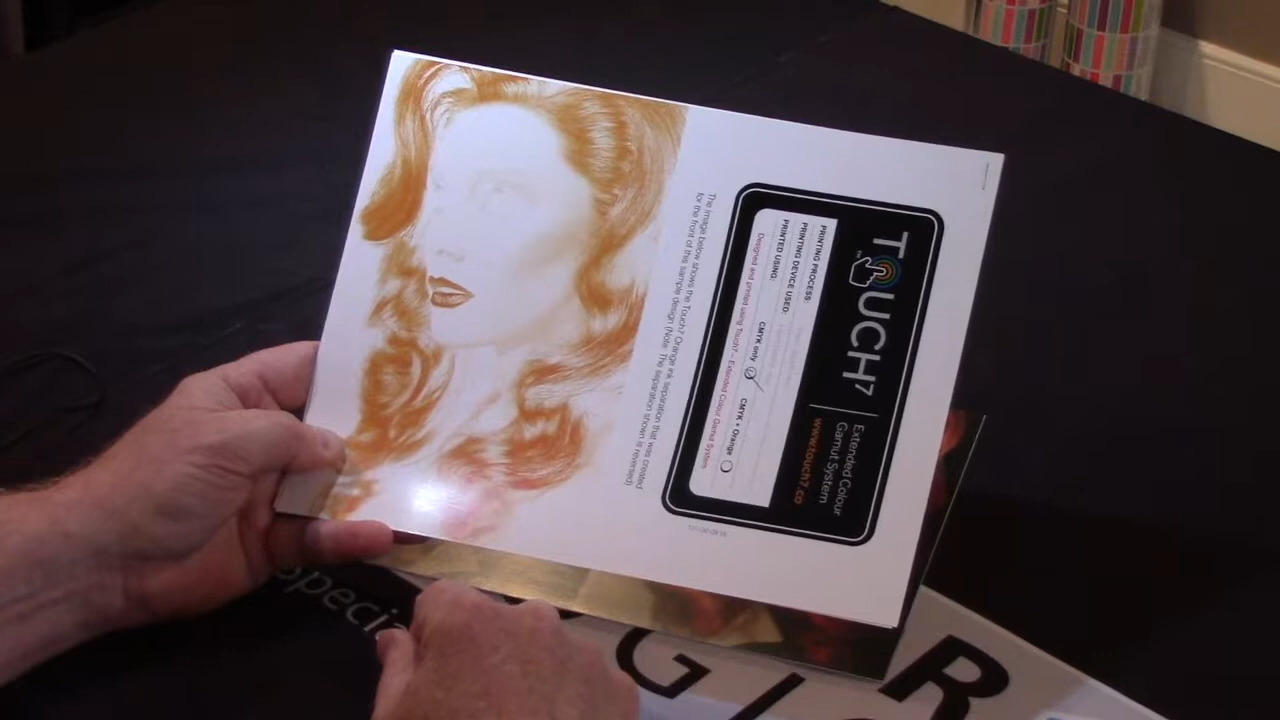 TOUCH7
TM
Extended Colour
Gamut System
www.touch7.co
PRINTING PROCESS:
PRINTING DEVICE USED:
PRINTED USING:
CMYK only
CMYK + Orange
Designed and printed using Touch7 – Extended Colour Gamut System
The image below shows the Touch7 Orange ink separation that was created
for the front of this sample design (Note: The separation shown is reversed)
Specia
G
R